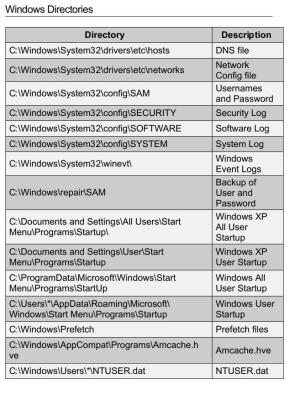 Windows Directories
Directory Description
C:\Windows\System32\drivers\etc\hosts DNS file
C:\Windows\System32\drivers\etc\networks Network
Config file
C:\Windows\System32\config\SAM Usernames
and Password
C:\Windows\System32\config\SECURITY Security Log
C:\Windows\System32\config\SOFTWARE Software Log
C:\Windows\System32\config\SYSTEM System Log
C:\Windows\System32\winevt\ Windows
Event Logs
C:\Windows\repair\SAM Backup of
User and
Password
C:\Documents and Settings\All Users\Start
Menu\Programs\Startup\ Windows XP
All User
Startup
C:\Documents and Settings\User\Start
Menu\Programs\Startup Windows XP
User Startup
C:\ProgramData\Microsoft\Windows\Start
Menu\Programs\StartUp Windows All
User Startup
C:\Users\*\AppData\Roaming\Microsoft\
Windows\Start Menu\Programs\Startup Windows User
Startup
C:\Windows\Prefetch Prefetch files
C:\Windows\AppCompat\Programs\Amcache.h
ve Amcache.hve
C:\Windows\Users\*\NTUSER.dat NTUSER.dat